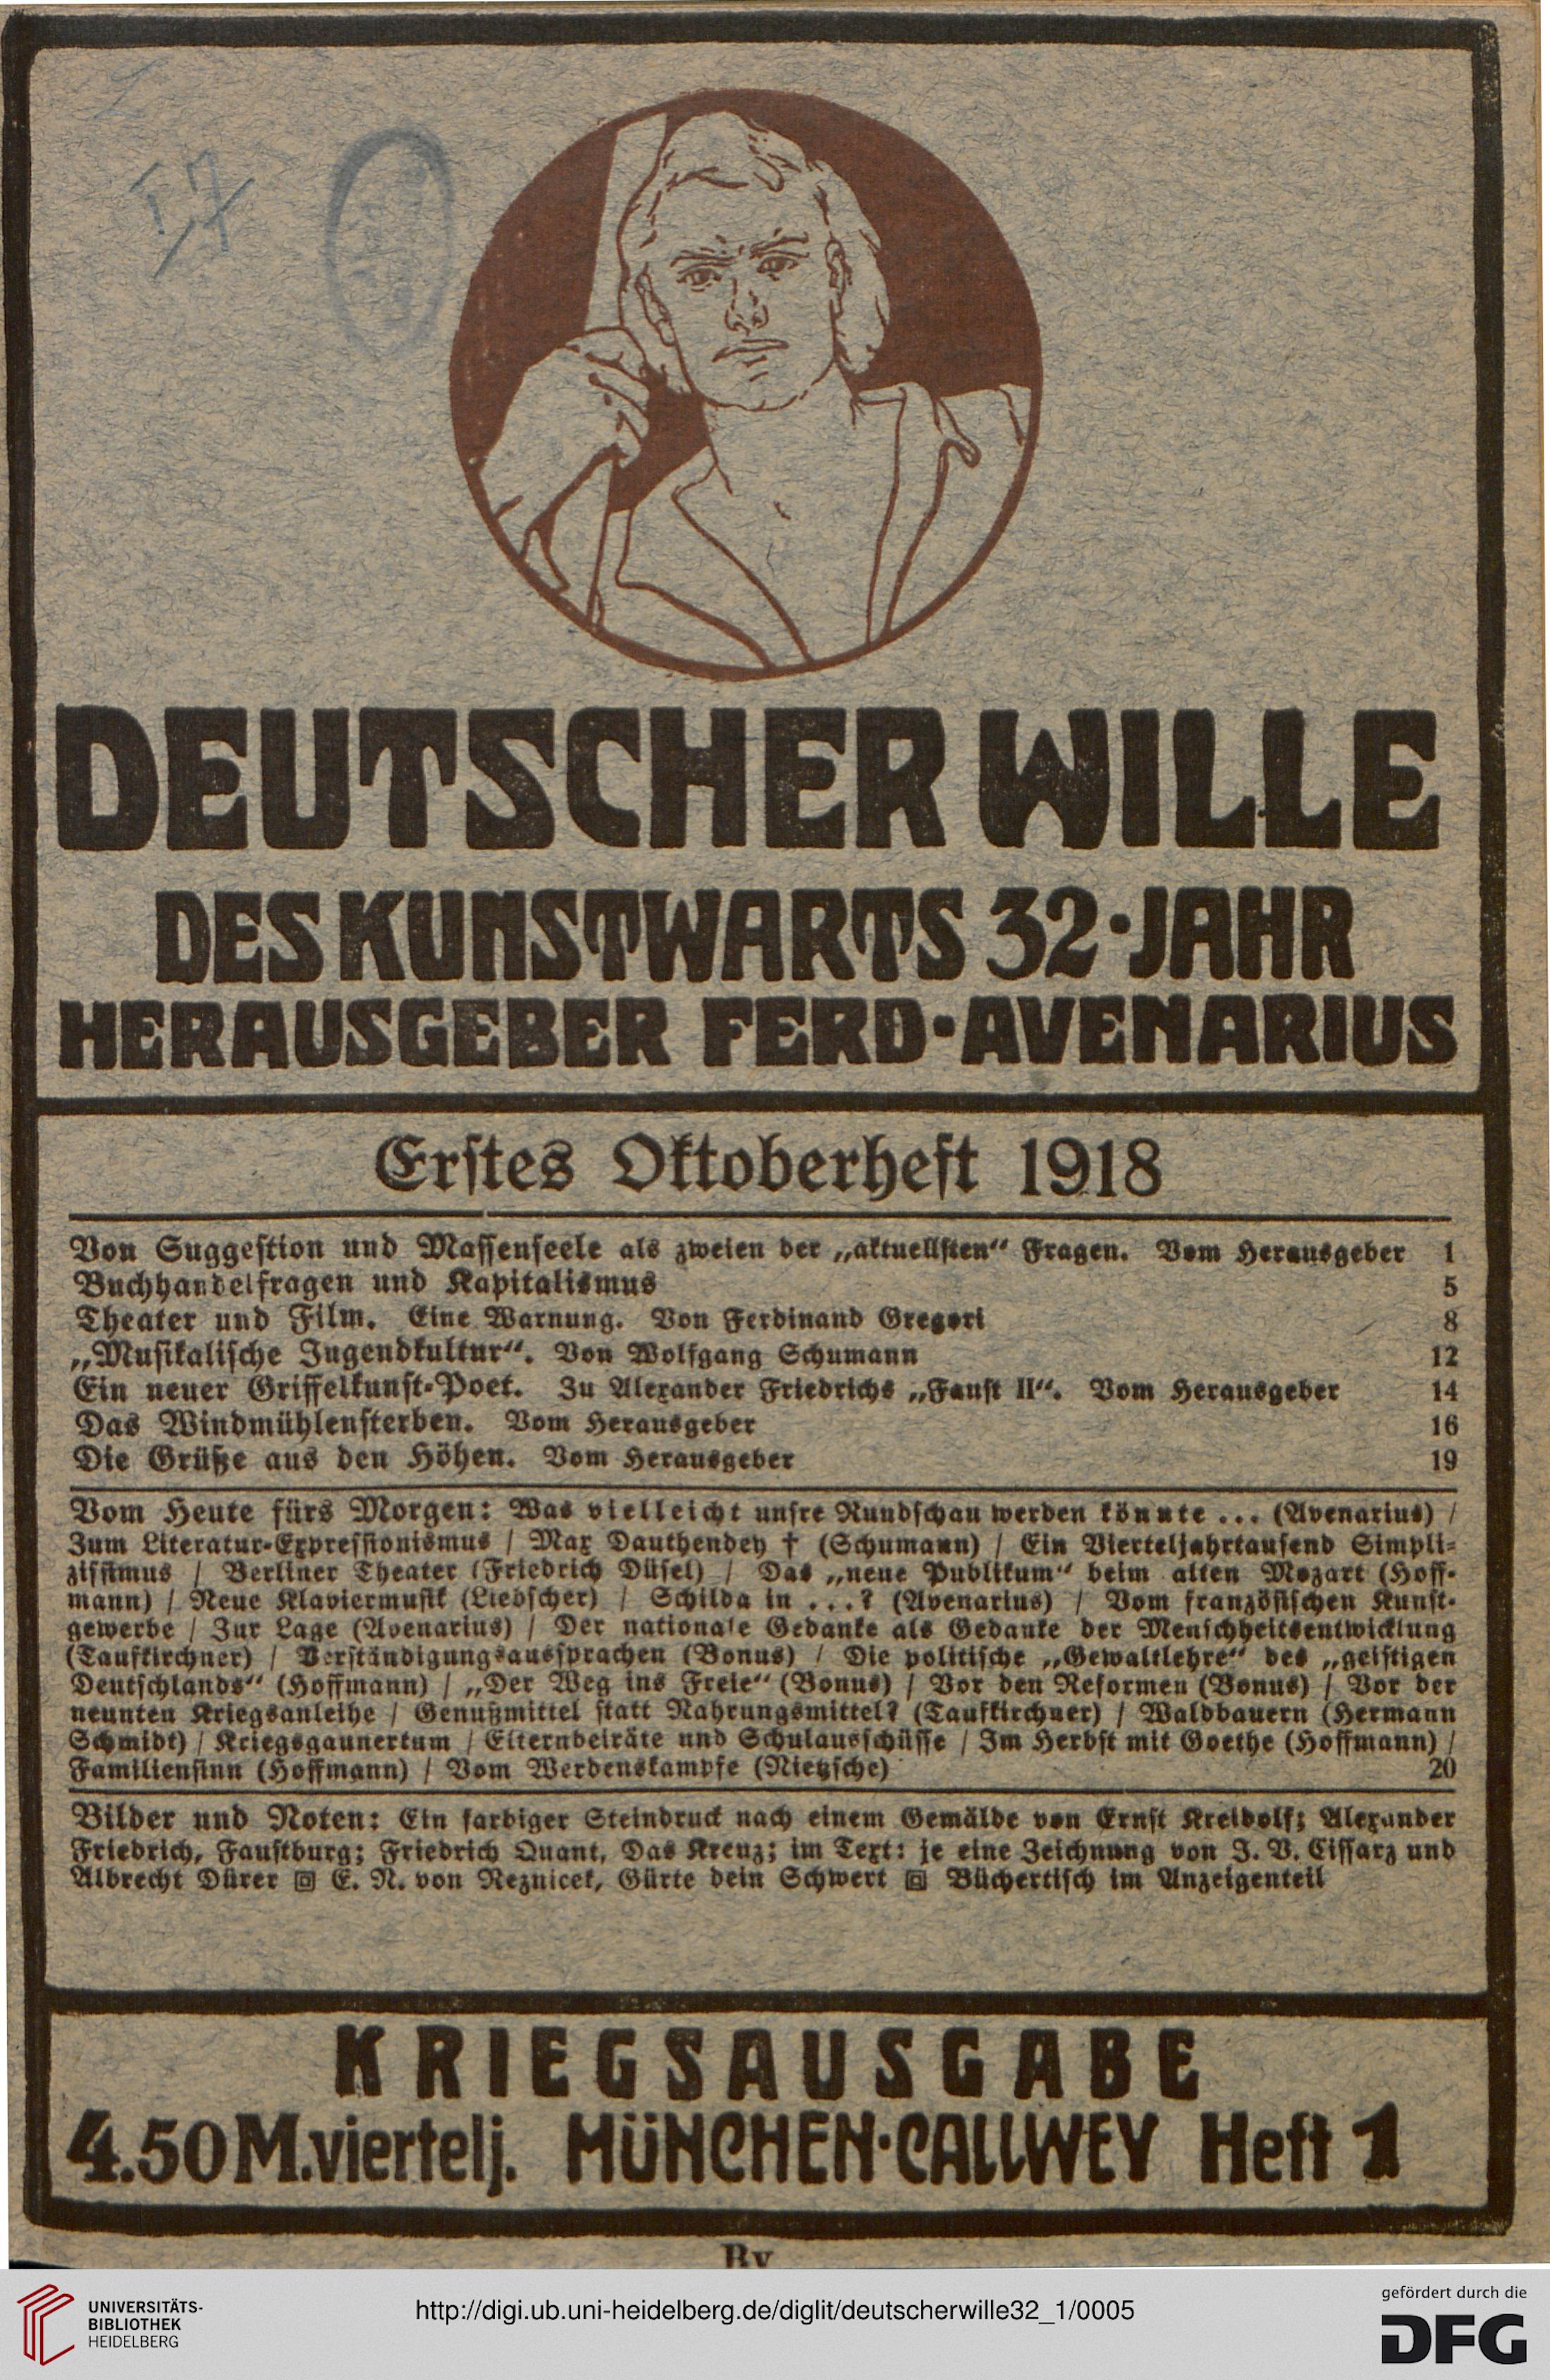 I 7
DEUTSCHER WILLE
DES KUNSTWARTS 32·JAHR
HERAUSGEBER FERD·AVENARIUS
Erstes Oktoberheft 1918
Von Suggestion und Massenseele als zweien der „aktuellsten“ Fragen. Vom Herausgeber 1
Buchhandelfragen und Kapitalismus 5
Theater und Film. Eine Warnung. Von Ferdinand Gregori 8
„Musikalische Jugendkultur“. Von Wolfgang Schumann 12
Ein neuer Griffelkunst-Poet. Zu Alexander Friedrichs „Faust II“. Vom Herausgeber 14
Das Windmühlensterben. Vom Herausgeber 16
Die Grüße aus den Höhen. Vom Herausgeber 19
Vom Heute fürs Morgen: Was vielleicht unsre Rundschau werden könnte ... (Avenarius) /
Zum Literatur-Expressionismus / Max Dauthendey † (Schumann) / Ein Vierteljahrtausend Simpli-
zissimus / Berliner Theater (Friedrich Düsel) / Das „neue Publikum“ beim alten Mozart (Hoff-
mann) / Neue Klaviermusik (Liebscher) / Schilda in ...? (Avenarius) / Vom französischen Kunst-
gewerbe / Zur Lage (Avenarius) / Der nationale Gedanke als Gedanke der Menschheitsentwicklung
(Taufkirchner) / Verständigungsaussprachen (Bonus) / Die politische „Gewaltlehre“ des „geistigen
Deutschlands“ (Hoffmann) / „Der Weg ins Freie“ (Bonus) / Vor den Reformen (Bonus) / Vor der
neunten Kriegsanleihe / Genußmittel statt Nahrungsmittel? (Taufkirchner) / Waldbauern (Hermann
Schmidt) / Kriegsgaunertum / Elternbeiräte und Schulausschüsse / Im Herbst mit Goethe (Hoffmann) /
Familiensinn (Hoffmann) / Vom Werdenskampfe (Nietzsche) 20
Bilder und Noten: Ein farbiger Steindruck nach einem Gemälde von Ernst Kreidolf; Alexander
Friedrich, Faustburg; Friedrich Quant, Das Kreuz; im Text: je eine Zeichnung von J. V. Cissarz und
Albrecht Dürer 回 E. N. von Reznicek, Gürte dein Schwert 回 Büchertisch im Anzeigenteil
KRIEGSAUSGABE
4.50 M. viertelj. MÜNCHEN·CALLWEY Heft 1
UNIVERSITÄTS-
BIBLIOTHEK
HEIDELBERG
http://digi.ub.uni-heidelberg.de/diglit/deutscherwille32_1/0005
gefördert durch die
DFG